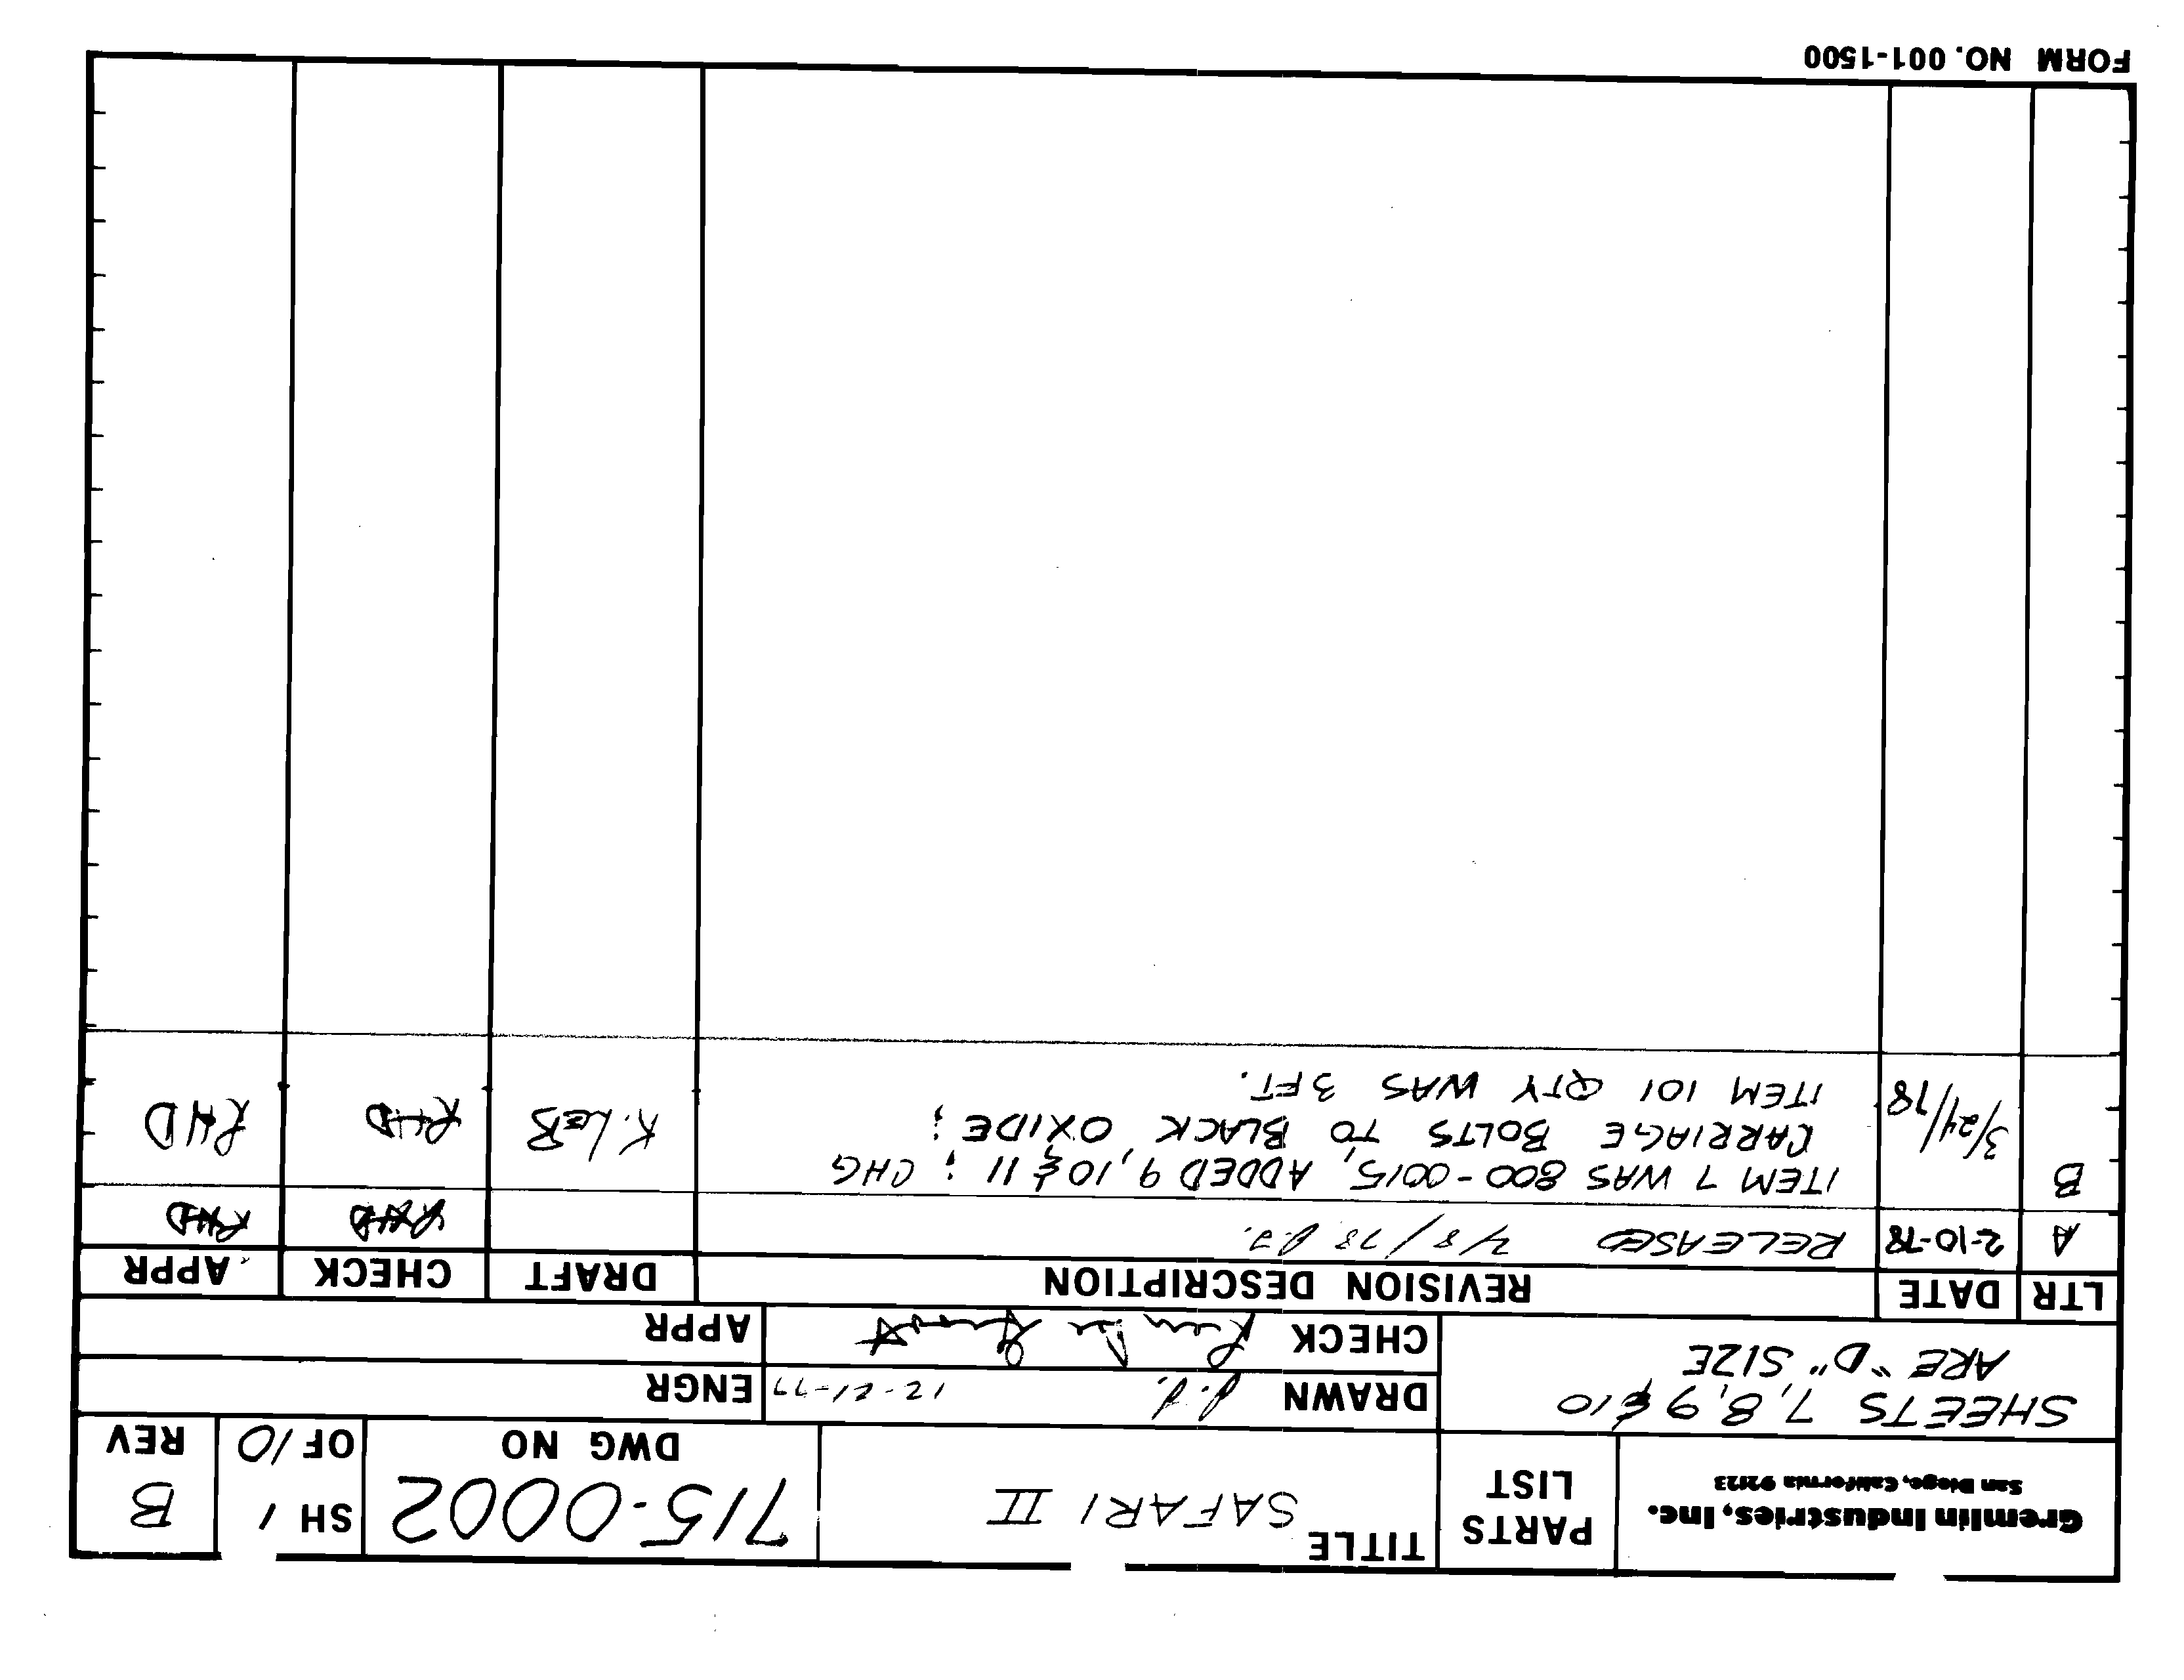 Gremlin Industries, Inc.
San Diego, California 92123
PARTS
LIST
TITLE
SAFARI II
715-0002
DWG NO
SH 1
OF 10
B
REV
SHEETS 7, 8, 9 & 10
ARE "D" SIZE
DRAWN J.d. 12-21-77
ENGR
CHECK
APPR
LTR DATE REVISION DESCRIPTION DRAFT CHECK APPR
A 2-10-78 RELEASED RHD RHD
B 3/24/78 ITEM 7 WAS 800-0015, ADDED 9, 10 & 11 ; CHG K. LeB RHD RHD
CARRIAGE BOLTS TO BLACK OXIDE ;
ITEM 101 QTY WAS 3 FT.
FORM NO. 001-1500